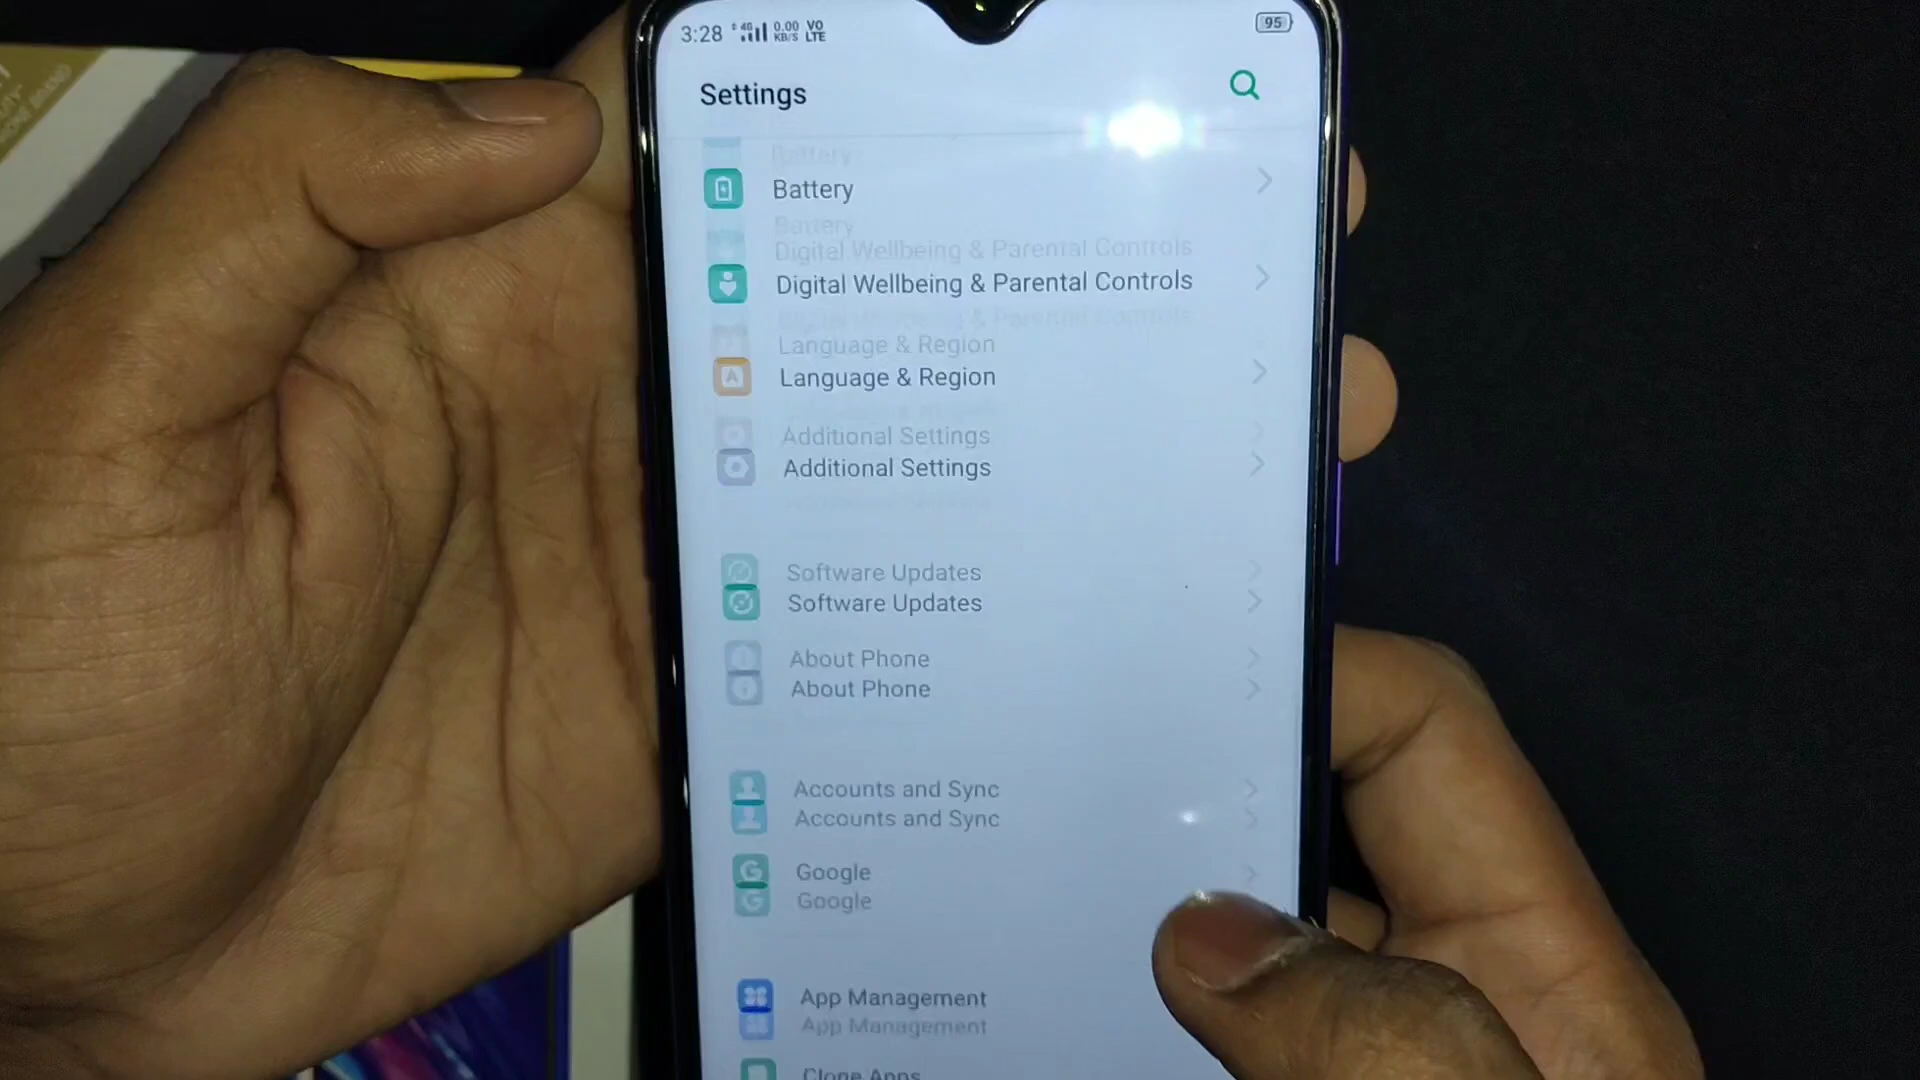 3:28 4G 0.00 KB/S VO LTE 95
Settings
Battery
Battery
Battery
Digital Wellbeing & Parental Controls
Digital Wellbeing & Parental Controls
Digital Wellbeing & Parental Controls
Language & Region
Language & Region
Additional Settings
Additional Settings
Software Updates
Software Updates
About Phone
About Phone
Accounts and Sync
Accounts and Sync
Google
Google
App Management
App Management
Clone Apps